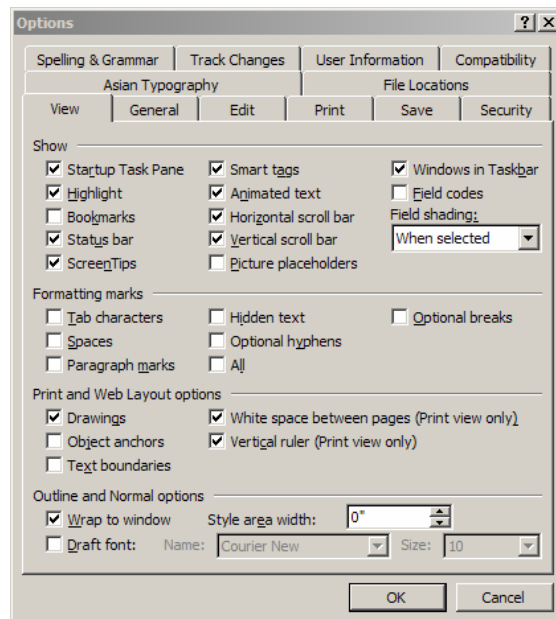 Options
Spelling & Grammar Track Changes User Information Compatibility
Asian Typography File Locations
View General Edit Print Save Security
Show
Startup Task Pane Smart tags Windows in Taskbar
Highlight Animated text Field codes
Bookmarks Horizontal scroll bar Field shading:
Status bar Vertical scroll bar When selected
ScreenTips Picture placeholders
Formatting marks
Tab characters Hidden text Optional breaks
Spaces Optional hyphens
Paragraph marks All
Print and Web Layout options
Drawings White space between pages (Print view only)
Object anchors Vertical ruler (Print view only)
Text boundaries
Outline and Normal options
Wrap to window Style area width: 0"
Draft font: Name: Courier New Size: 10
OK Cancel